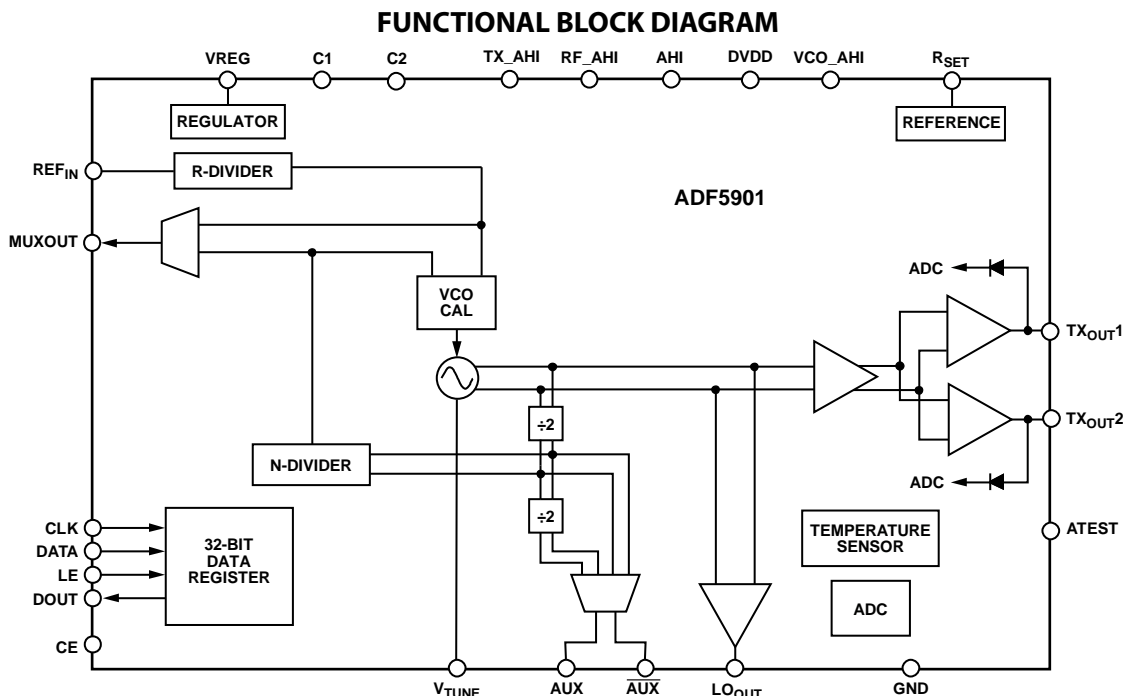 FUNCTIONAL BLOCK DIAGRAM
VREG
C1
C2
TX_AHI
RF_AHI
AHI
DVDD
VCO_AHI
RSET
REGULATOR
REFERENCE
REFIN
R-DIVIDER
ADF5901
MUXOUT
VCO
CAL
ADC
TXOUT1
÷2
TXOUT2
N-DIVIDER
ADC
÷2
CLK
DATA
LE
DOUT
32-BIT
DATA
REGISTER
TEMPERATURE
SENSOR
ATEST
ADC
CE
VTUNE
AUX
AUX
LOOUT
GND